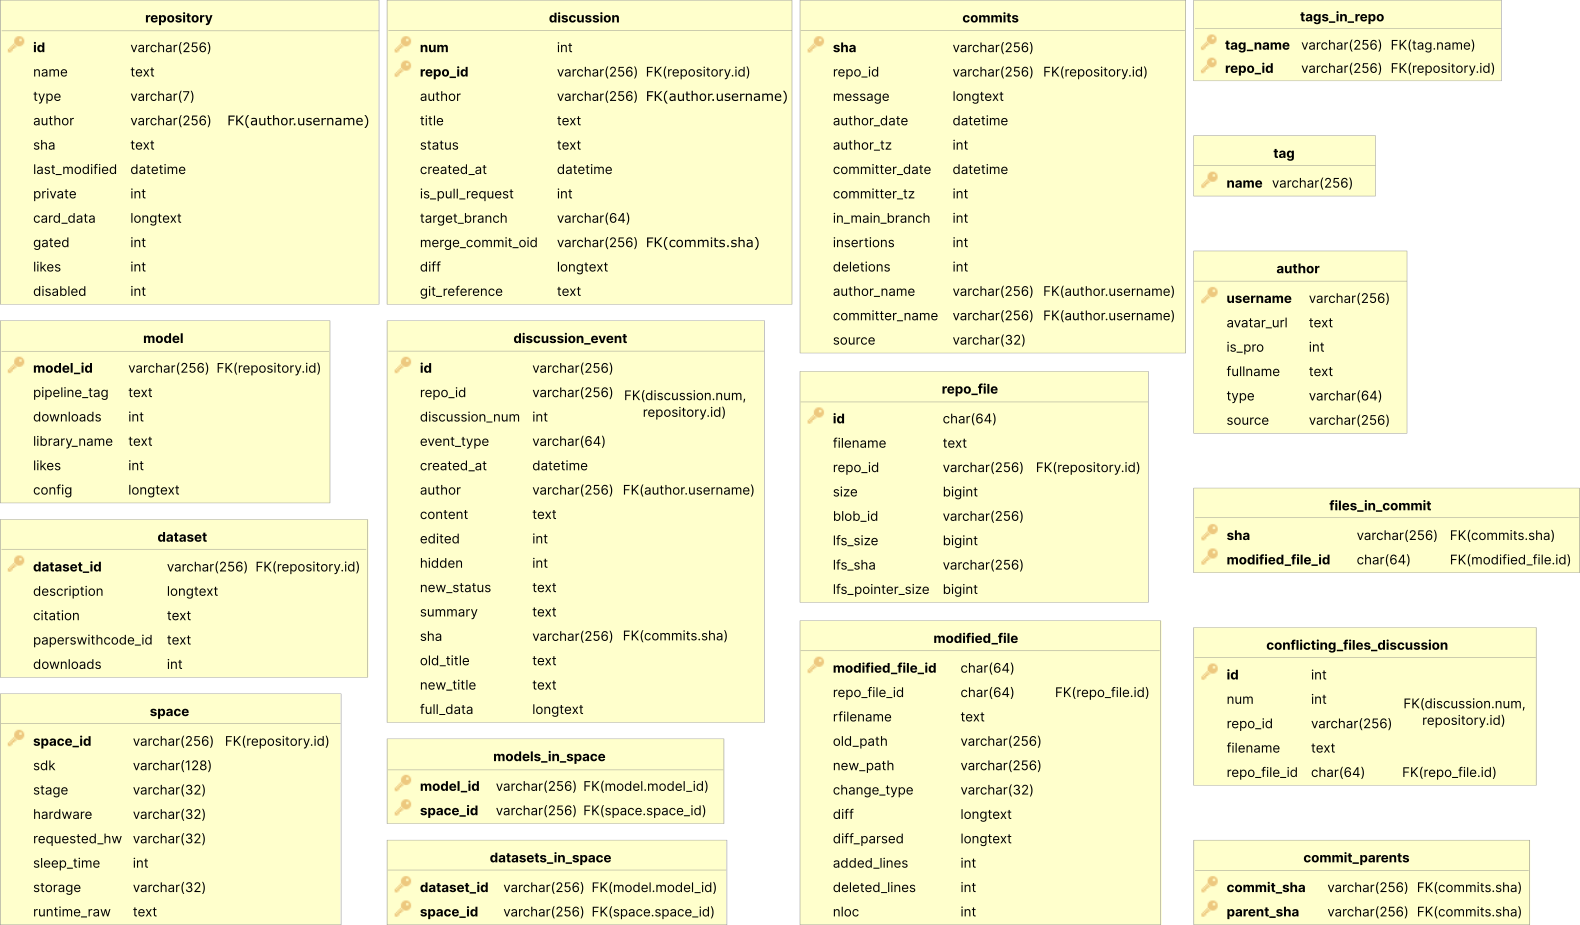 repository
id varchar(256)
name text
type varchar(7)
author varchar(256) FK(author.username)
sha text
last_modified datetime
private int
card_data longtext
gated int
likes int
disabled int
model
model_id varchar(256) FK(repository.id)
pipeline_tag text
downloads int
library_name text
likes int
config longtext
dataset
dataset_id varchar(256) FK(repository.id)
description longtext
citation text
paperswithcode_id text
downloads int
space
space_id varchar(256) FK(repository.id)
sdk varchar(128)
stage varchar(32)
hardware varchar(32)
requested_hw varchar(32)
sleep_time int
storage varchar(32)
runtime_raw text
discussion
num int
repo_id varchar(256) FK(repository.id)
author varchar(256) FK(author.username)
title text
status text
created_at datetime
is_pull_request int
target_branch varchar(64)
merge_commit_oid varchar(256) FK(commits.sha)
diff longtext
git_reference text
discussion_event
id varchar(256)
repo_id varchar(256) FK(discussion.num,
discussion_num int repository.id)
event_type varchar(64)
created_at datetime
author varchar(256) FK(author.username)
content text
edited int
hidden int
new_status text
summary text
sha varchar(256) FK(commits.sha)
old_title text
new_title text
full_data longtext
models_in_space
model_id varchar(256) FK(model.model_id)
space_id varchar(256) FK(space.space_id)
datasets_in_space
dataset_id varchar(256) FK(model.model_id)
space_id varchar(256) FK(space.space_id)
commits
sha varchar(256)
repo_id varchar(256) FK(repository.id)
message longtext
author_date datetime
author_tz int
committer_date datetime
committer_tz int
in_main_branch int
insertions int
deletions int
author_name varchar(256) FK(author.username)
committer_name varchar(256) FK(author.username)
source varchar(32)
repo_file
id char(64)
filename text
repo_id varchar(256) FK(repository.id)
size bigint
blob_id varchar(256)
lfs_size bigint
lfs_sha varchar(256)
lfs_pointer_size bigint
modified_file
modified_file_id char(64)
repo_file_id char(64) FK(repo_file.id)
rfilename text
old_path varchar(256)
new_path varchar(256)
change_type varchar(32)
diff longtext
diff_parsed longtext
added_lines int
deleted_lines int
nloc int
tags_in_repo
tag_name varchar(256) FK(tag.name)
repo_id varchar(256) FK(repository.id)
tag
name varchar(256)
author
username varchar(256)
avatar_url text
is_pro int
fullname text
type varchar(64)
source varchar(256)
files_in_commit
sha varchar(256) FK(commits.sha)
modified_file_id char(64) FK(modified_file.id)
conflicting_files_discussion
id int
num int FK(discussion.num,
repo_id varchar(256) repository.id)
filename text
repo_file_id char(64) FK(repo_file.id)
commit_parents
commit_sha varchar(256) FK(commits.sha)
parent_sha varchar(256) FK(commits.sha)